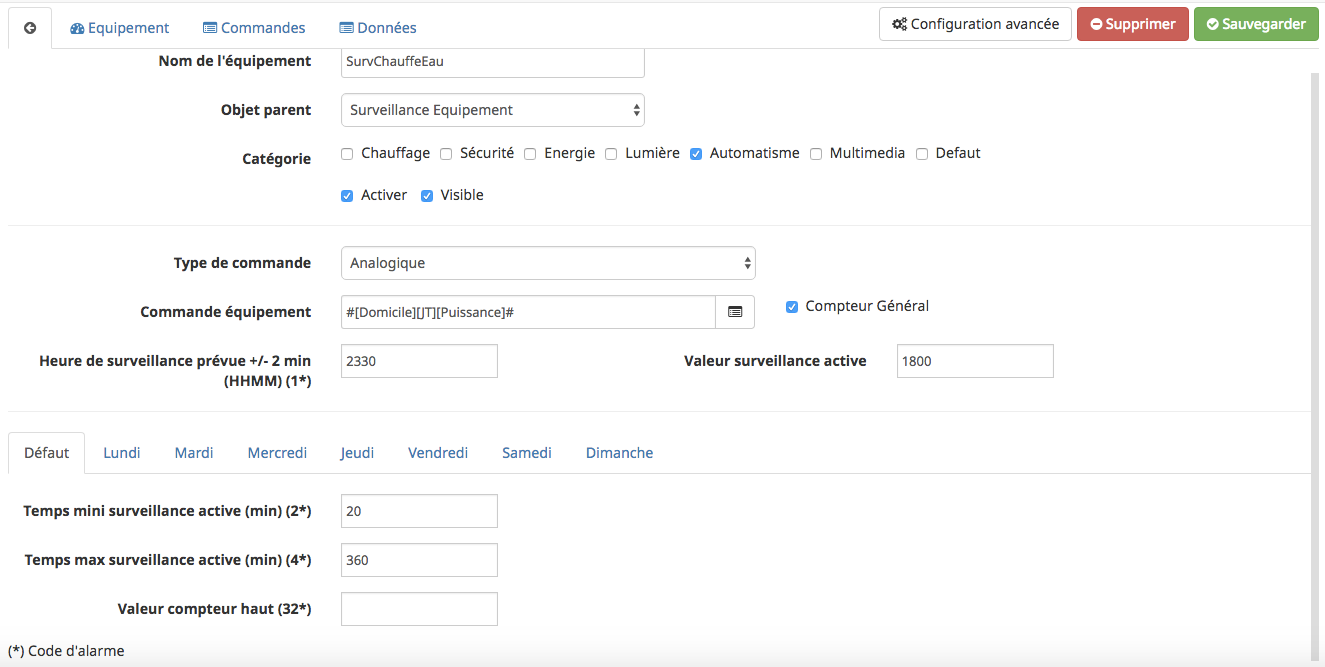 Equipement Commandes Données Configuration avancée Supprimer Sauvegarder
Nom de l'équipement SurvChauffeEau
Objet parent Surveillance Equipement
Catégorie Chauffage Sécurité Energie Lumière Automatisme Multimedia Defaut
Activer Visible
Type de commande Analogique
Commande équipement #[Domicile][JT][Puissance]# Compteur Général
Heure de surveillance prévue +/- 2 min 2330 Valeur surveillance active 1800
(HHMM) (1*)
Défaut Lundi Mardi Mercredi Jeudi Vendredi Samedi Dimanche
Temps mini surveillance active (min) (2*) 20
Temps max surveillance active (min) (4*) 360
Valeur compteur haut (32*)
(*) Code d'alarme